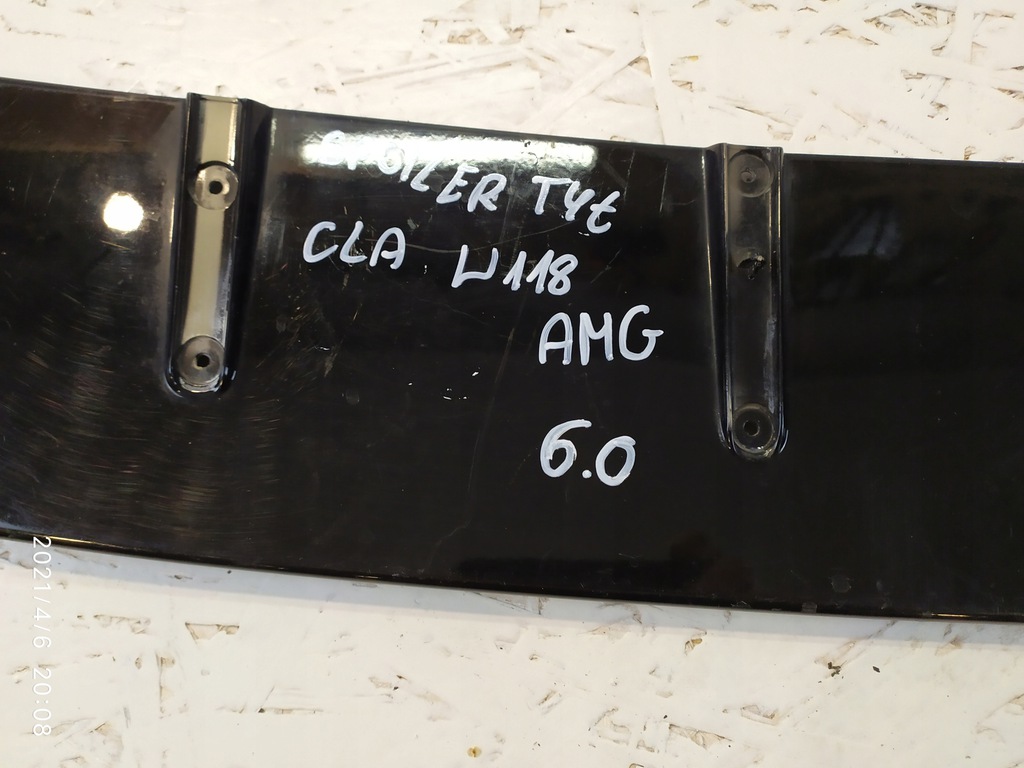 SPOILER TYŁ
CLA W118
AMG
6.0
2021/4/6 20:08